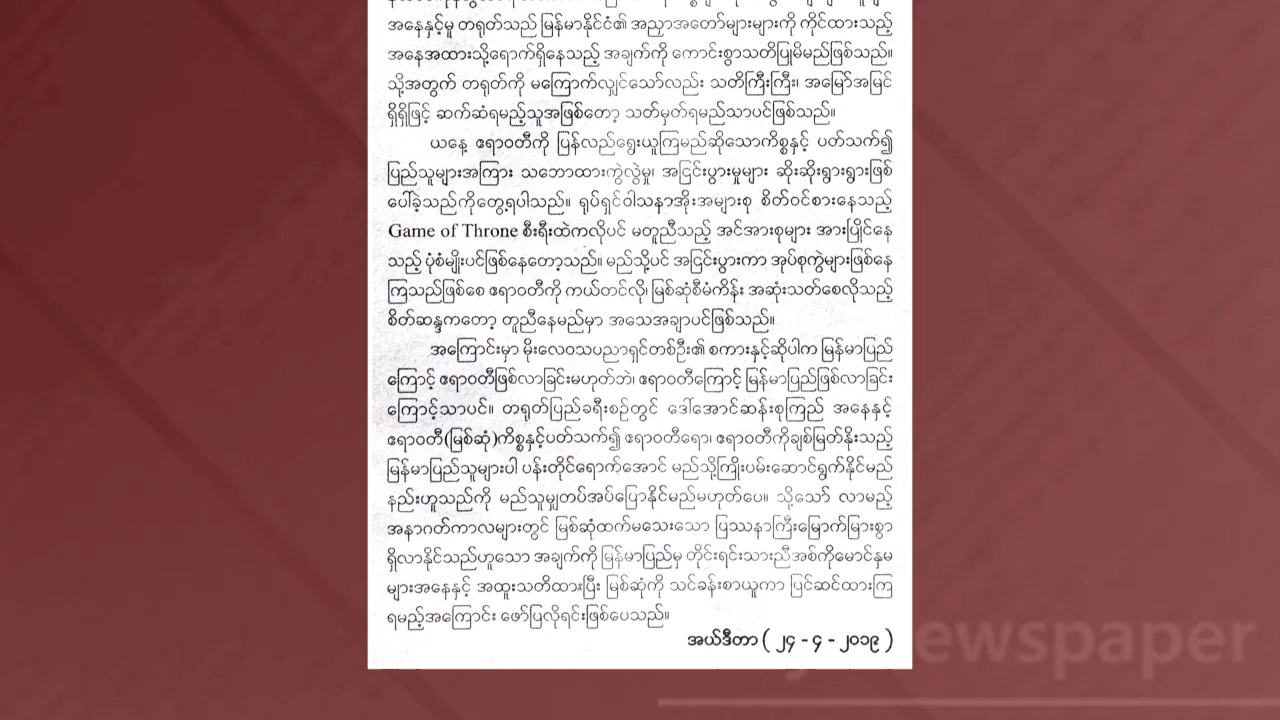 အနေနှင့်မူ တရုတ်သည် မြန်မာနိုင်ငံ၏ အညှာအတော်များများကို ကိုင်ထားသည့်
အနေအထားသို့ရောက်ရှိနေသည့် အချက်ကို ကောင်းစွာသတိပြုမိမည်ဖြစ်သည်။
သို့အတွက် တရုတ်ကို မကြောက်လျှင်သော်လည်း သတိကြီးကြီး၊ အမြော်အမြင်
ရှိရှိဖြင့် ဆက်ဆံရမည့်သူအဖြစ်တော့ သတ်မှတ်ရမည်သာပင်ဖြစ်သည်။
ယနေ့ ဧရာဝတီကို ပြန်လည်ရွေးယူကြမည်ဆိုသောကိစ္စနှင့် ပတ်သက်၍
ပြည်သူများအကြား သဘောထားကွဲလွဲမှု၊ အငြင်းပွားမှုများ ဆိုးဆိုးရွားရွားဖြစ်
ပေါ်ခဲ့သည်ကိုတွေ့ရပါသည်။ ရုပ်ရှင်ဝါသနာအိုးအများစု စိတ်ဝင်စားနေသည့်
Game of Throne စီးရီးထဲကလိုပင် မတူညီသည့် အင်အားစုများ အားပြိုင်နေ
သည့် ပုံစံမျိုးပင်ဖြစ်နေတော့သည်။ မည်သို့ပင် အငြင်းပွားကာ အုပ်စုကွဲများဖြစ်နေ
ကြသည်ဖြစ်စေ ဧရာဝတီကို ကယ်တင်လို၊ မြစ်ဆုံစီမံကိန်း အဆုံးသတ်စေလိုသည့်
စိတ်ဆန္ဒကတော့ တူညီနေမည်မှာ အသေအချာပင်ဖြစ်သည်။
အကြောင်းမှာ မိုးလေဝသပညာရှင်တစ်ဦး၏ စကားနှင့်ဆိုပါက မြန်မာပြည်
ကြောင့် ဧရာဝတီဖြစ်လာခြင်းမဟုတ်ဘဲ၊ ဧရာဝတီကြောင့် မြန်မာပြည်ဖြစ်လာခြင်း
ကြောင့်သာပင်။ တရုတ်ပြည်ခရီးစဉ်တွင် ဒေါ်အောင်ဆန်းစုကြည် အနေနှင့်
ဧရာဝတီ(မြစ်ဆုံ)ကိစ္စနှင့်ပတ်သက်၍ ဧရာဝတီရော၊ ဧရာဝတီကိုချစ်မြတ်နိုးသည့်
မြန်မာပြည်သူများပါ ပန်းတိုင်ရောက်အောင် မည်သို့ကြိုးပမ်းဆောင်ရွက်နိုင်မည်
နည်းဟူသည်ကို မည်သူမျှတပ်အပ်ပြောနိုင်မည်မဟုတ်ပေ။ သို့သော် လာမည့်
အနာဂတ်ကာလများတွင် မြစ်ဆုံထက်မသေးသော ပြဿနာကြီးမြောက်မြားစွာ
ရှိလာနိုင်သည်ဟူသော အချက်ကို မြန်မာပြည်မှ တိုင်းရင်းသားညီအစ်ကိုမောင်နှမ
များအနေနှင့် အထူးသတိထားပြီး မြစ်ဆုံကို သင်ခန်းစာယူကာ ပြင်ဆင်ထားကြ
ရမည့်အကြောင်း ဖော်ပြလိုရင်းဖြစ်ပေသည်။
အယ်ဒီတာ ( ၂၄ - ၄ - ၂၀၁၉ )
ewspaper